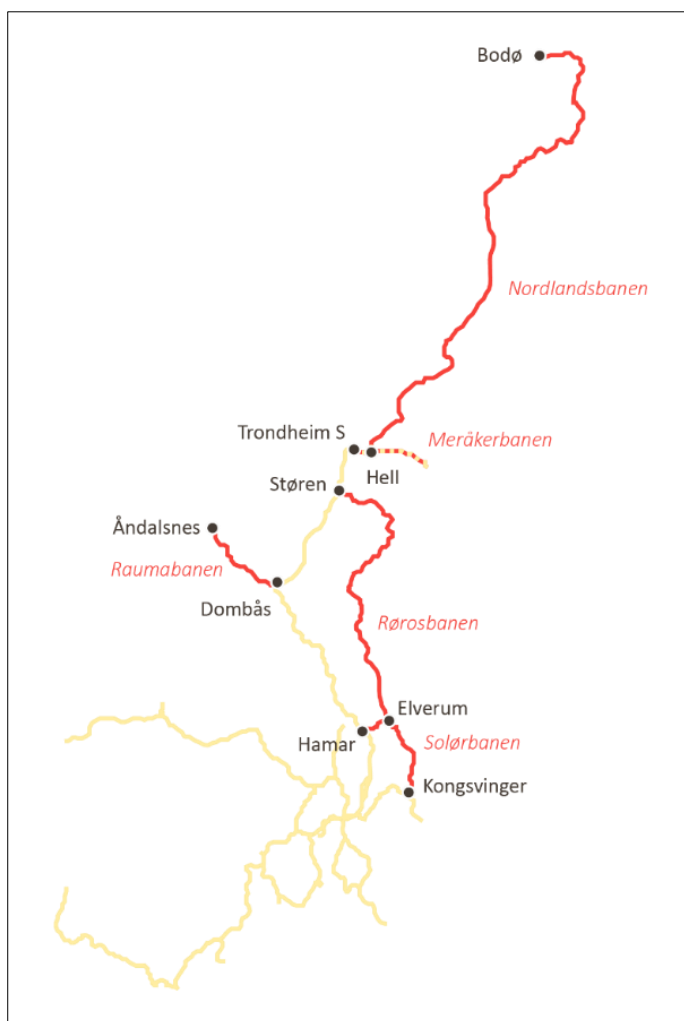 Bodø
Nordlandsbanen
Trondheim S
Meråkerbanen
Hell
Støren
Åndalsnes
Raumabanen
Dombås
Rørosbanen
Elverum
Hamar
Solørbanen
Kongsvinger